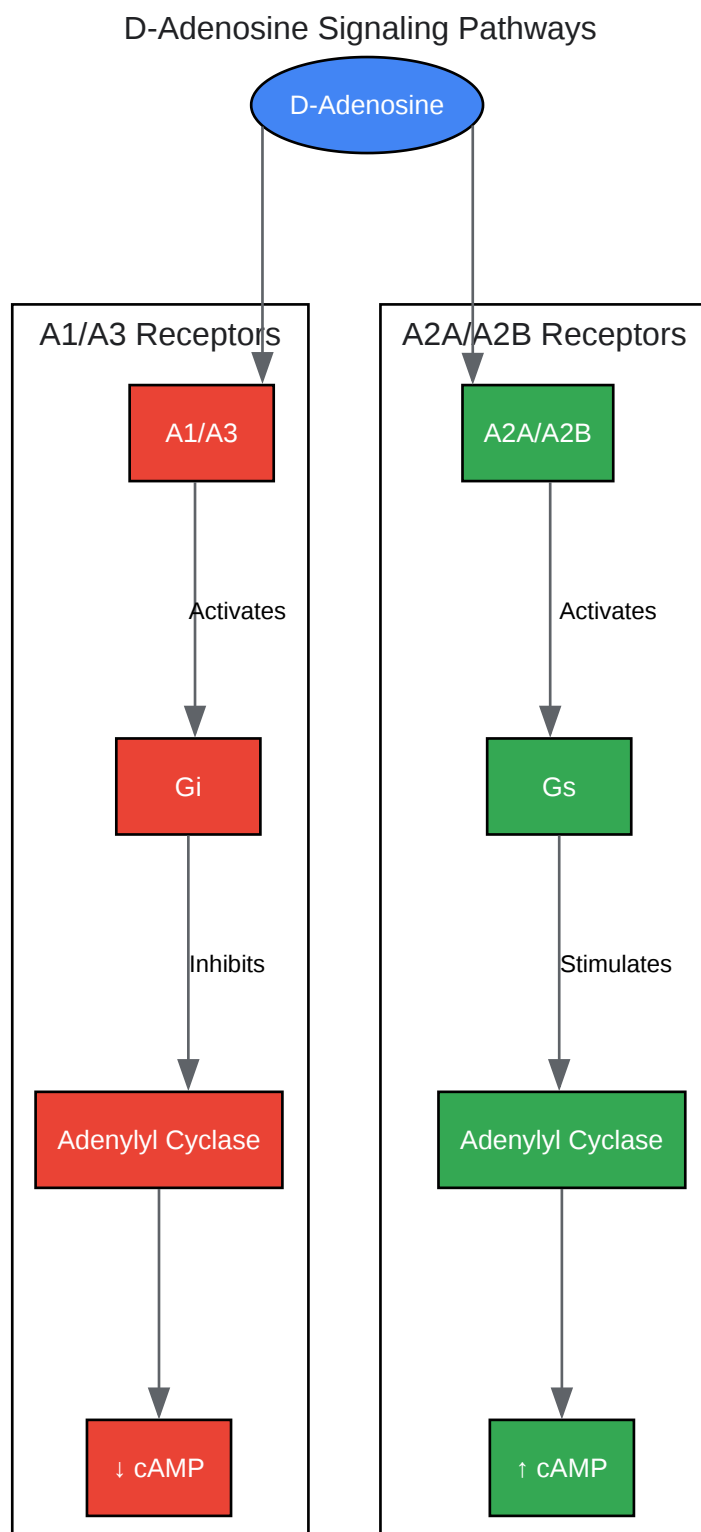 D-Adenosine Signaling Pathways
D-Adenosine
A1/A3 Receptors
A1/A3
Activates
Gi
Inhibits
Adenylyl Cyclase
↓ cAMP
A2A/A2B Receptors
A2A/A2B
Activates
Gs
Stimulates
Adenylyl Cyclase
↑ cAMP